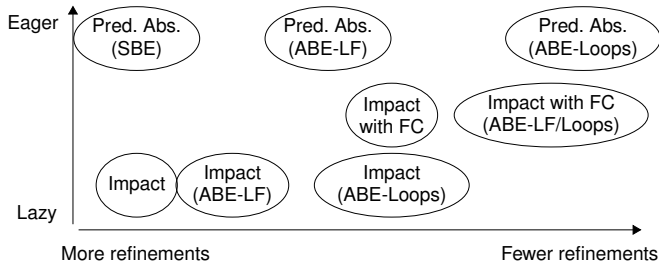 Eager
Pred. Abs.
(SBE)
Pred. Abs.
(ABE-LF)
Pred. Abs.
(ABE-Loops)
Impact
with FC
Impact with FC
(ABE-LF/Loops)
Impact
Impact
(ABE-LF)
Impact
(ABE-Loops)
Lazy
More refinements
Fewer refinements